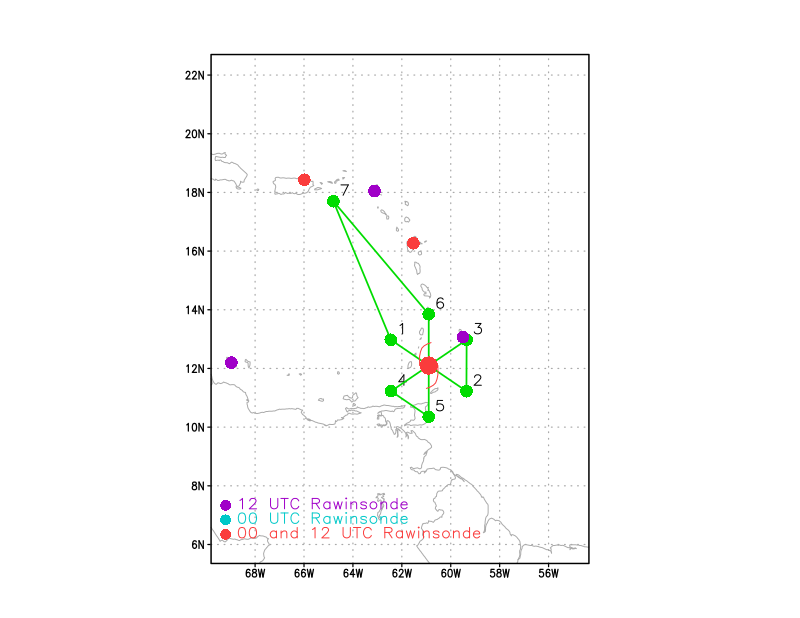 22N
20N
18N
7
16N
14N
6
1
3
12N
4
2
5
10N
8N
12 UTC Rawinsonde
00 UTC Rawinsonde
00 and 12 UTC Rawinsonde
6N
68W 66W 64W 62W 60W 58W 56W